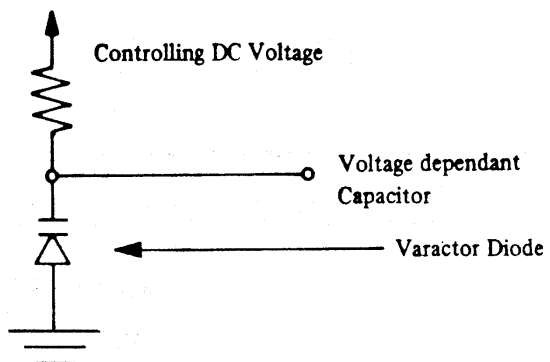 Controlling DC Voltage
Voltage dependant
Capacitor
Varactor Diode